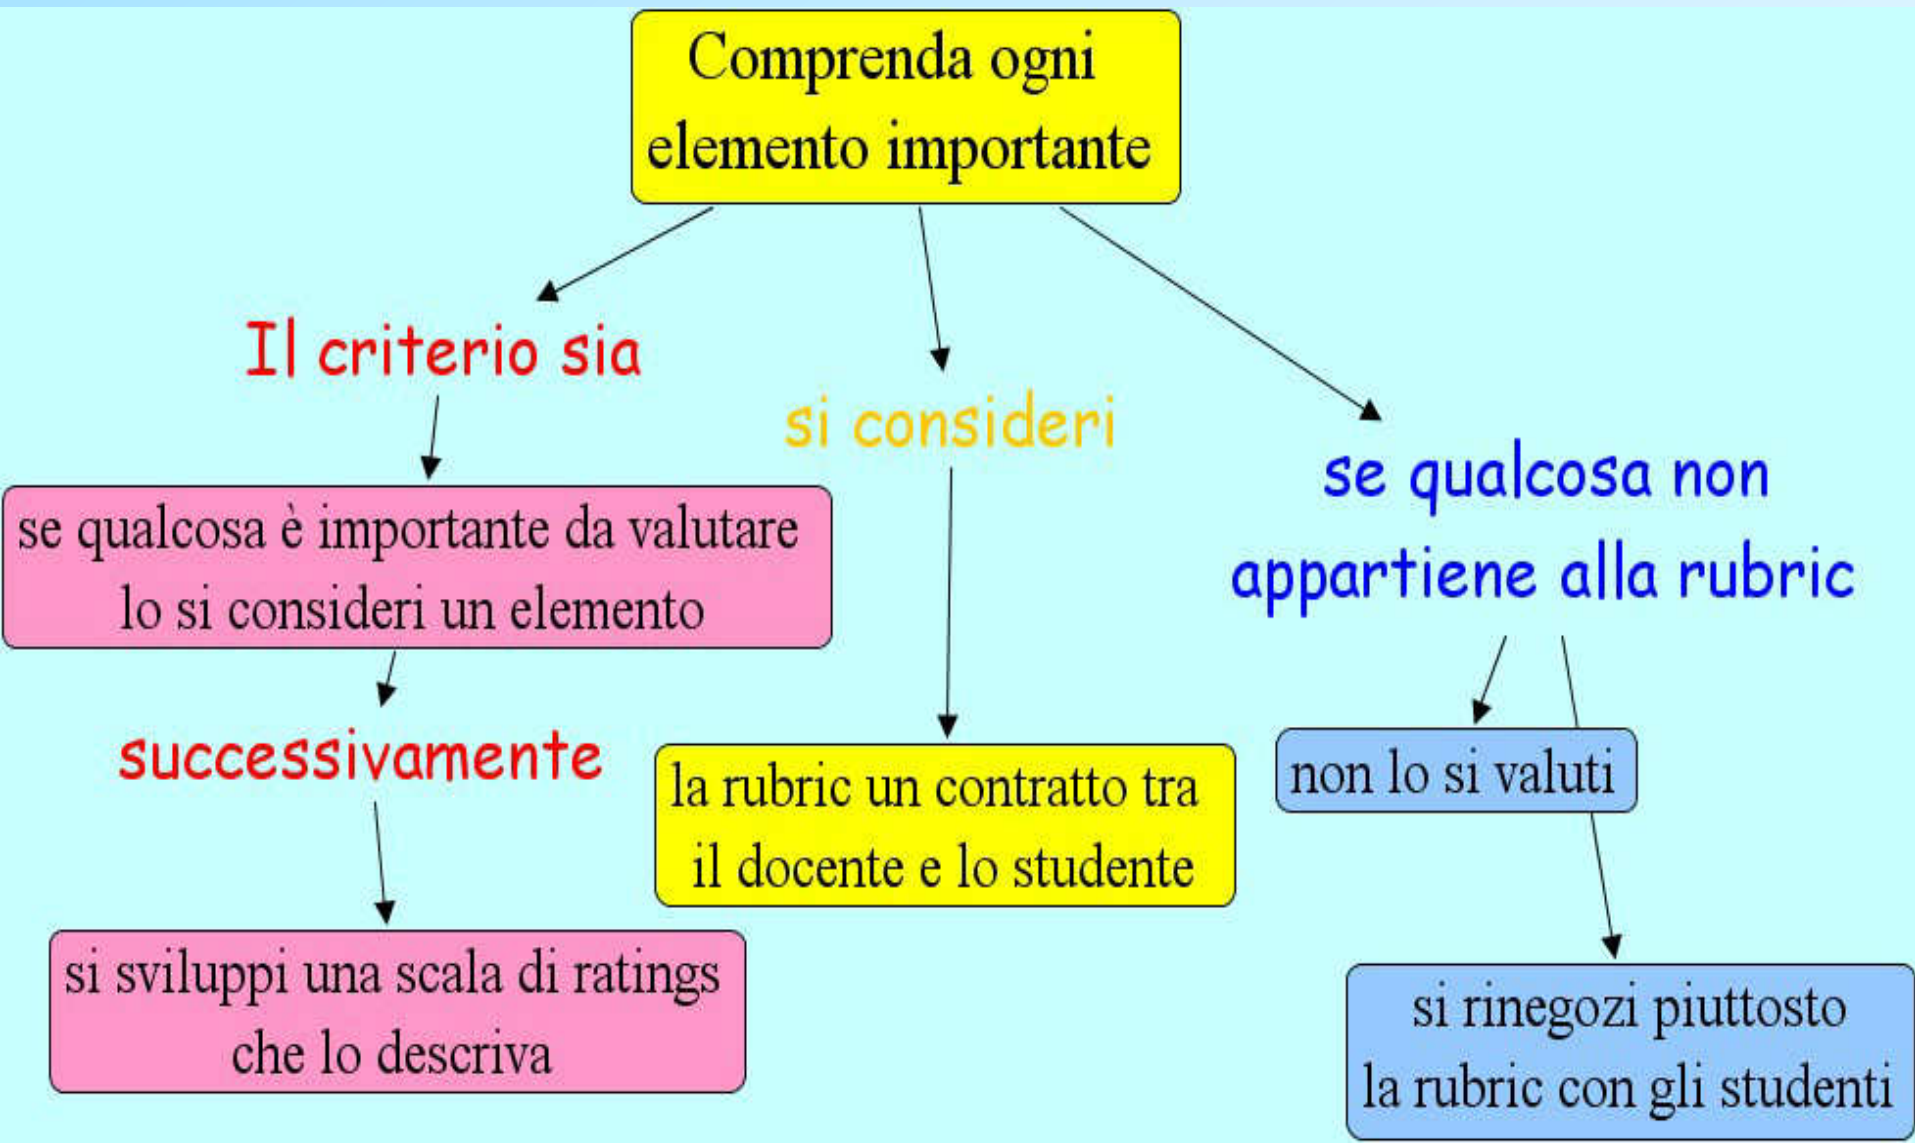 Comprenda ogni
elemento importante
Il criterio sia
se qualcosa è importante da valutare
lo si consideri un elemento
successivamente
si sviluppi una scala di ratings
che lo descriva
si consideri
la rubric un contratto tra
il docente e lo studente
se qualcosa non
appartiene alla rubric
non lo si valuti
si rinegozi piuttosto
la rubric con gli studenti